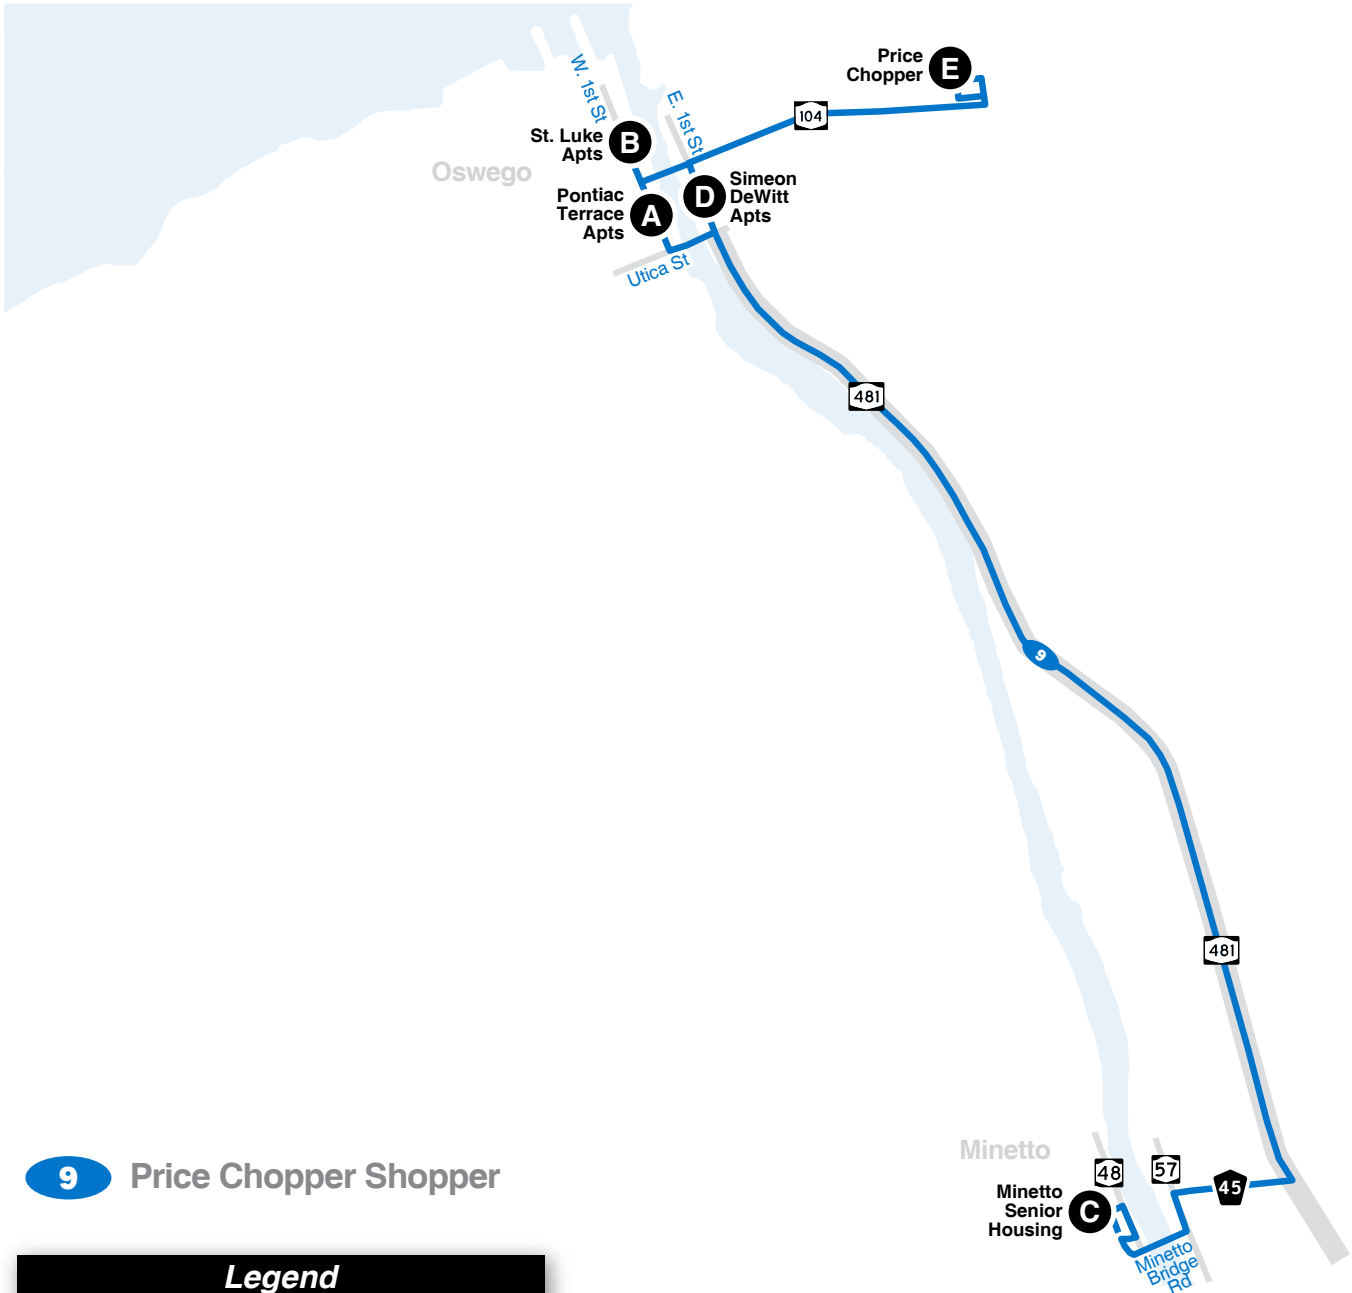 Price
Chopper
E
104
W. 1st St
E. 1st St
St. Luke
Apts
B
Oswego
Simeon
DeWitt
Apts
D
Pontiac
Terrace
Apts
A
Utica St
481
9
481
Minetto
48
57
45
Minetto
Senior
Housing
C
Minetto
Bridge
Rd
9 Price Chopper Shopper
Legend